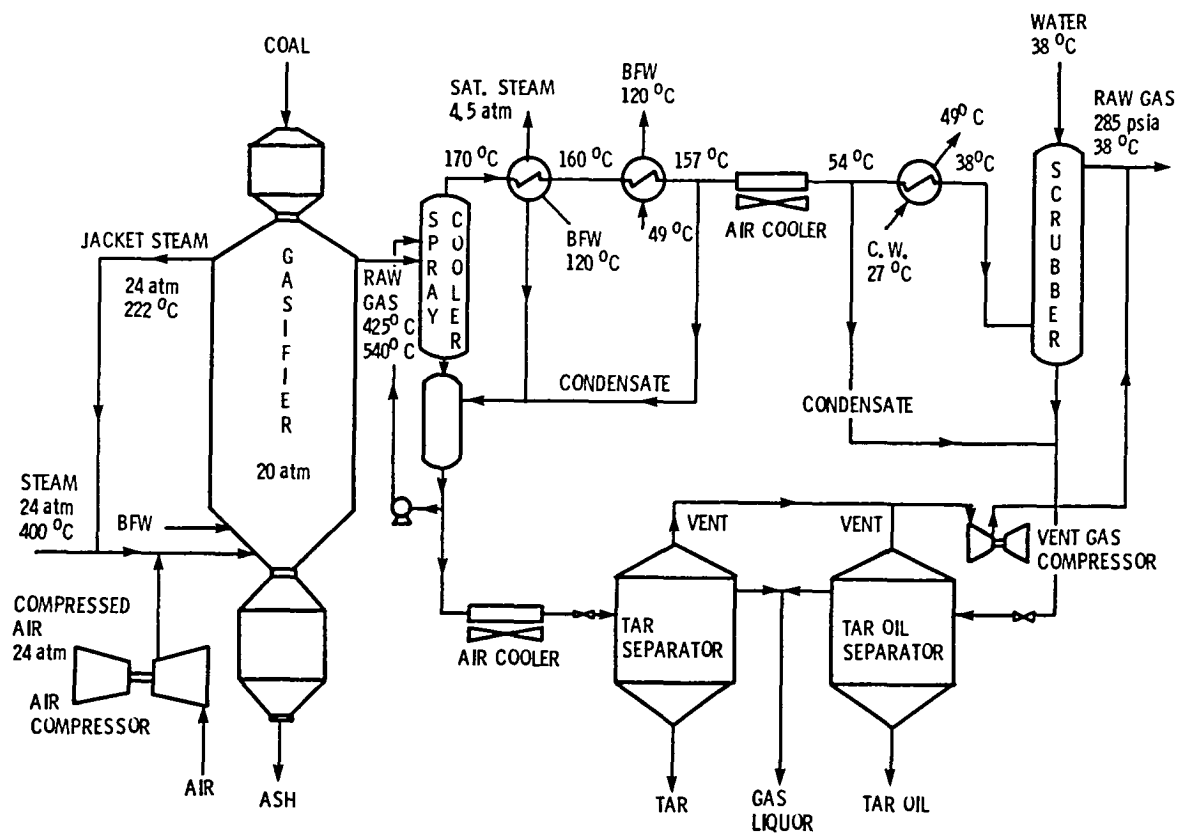 COAL
JACKET STEAM
24 atm
222 °C
GASIFIER
20 atm
STEAM
24 atm
400 °C
BFW
COMPRESSED
AIR
24 atm
AIR
COMPRESSOR
AIR
ASH
RAW
GAS
425° C
540° C
SPRAY
COOLER
170 °C
SAT. STEAM
4.5 atm
160 °C
BFW
120 °C
BFW
120 °C
49 °C
157 °C
AIR COOLER
54 °C
49° C
38°C
C. W.
27 °C
WATER
38 °C
RAW GAS
285 psia
38 °C
SCRUBBER
CONDENSATE
CONDENSATE
AIR COOLER
VENT
VENT
VENT GAS
COMPRESSOR
TAR
SEPARATOR
TAR OIL
SEPARATOR
TAR
GAS
LIQUOR
TAR OIL